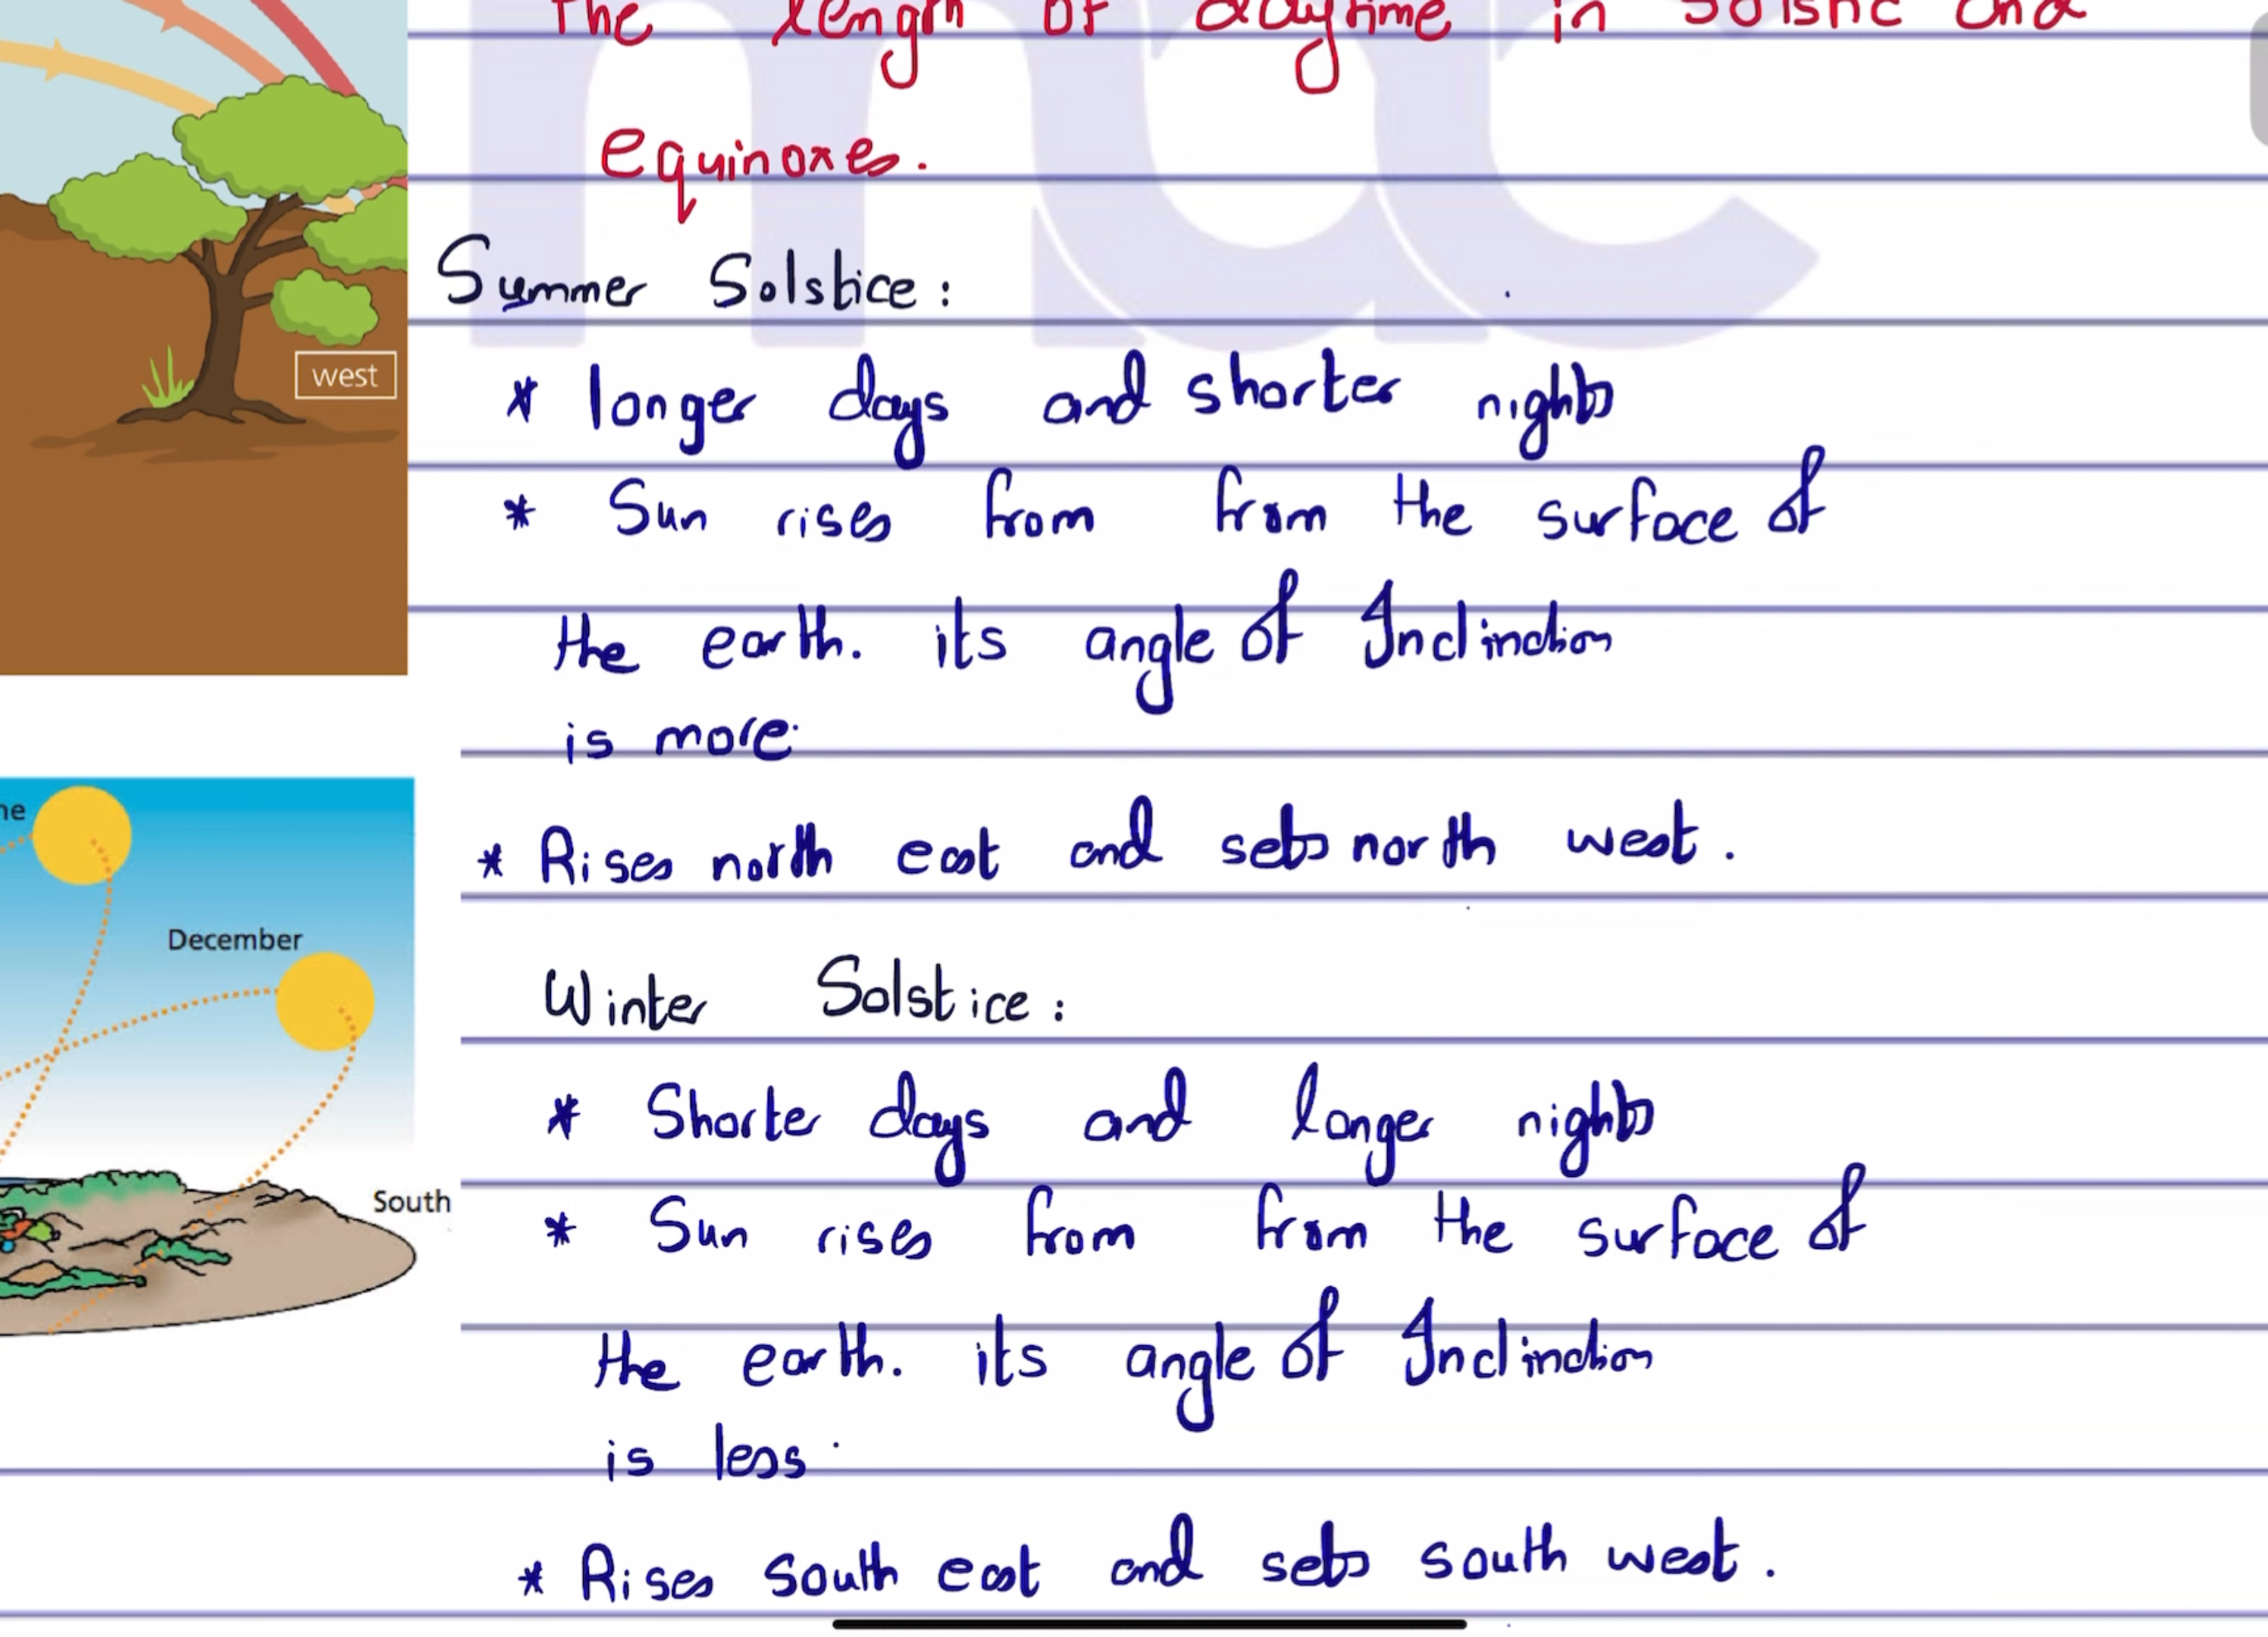 The length of daytime in Solstic and
equinoxes.
Summer Solstice:
west
* longer days and shorter nights
* Sun rises from from the surface of
the earth. its angle of Inclination
is more.
ne
* Rises north east and sets north west.
December
Winter Solstice:
* Shorter days and longer nights
South
* Sun rises from from the surface of
the earth. its angle of Inclination
is less.
* Rises south east and sets south west.